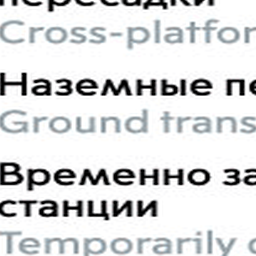 пересадки
Cross-platfor
Наземные пе
Ground trans
Временно за
станции
Temporarily